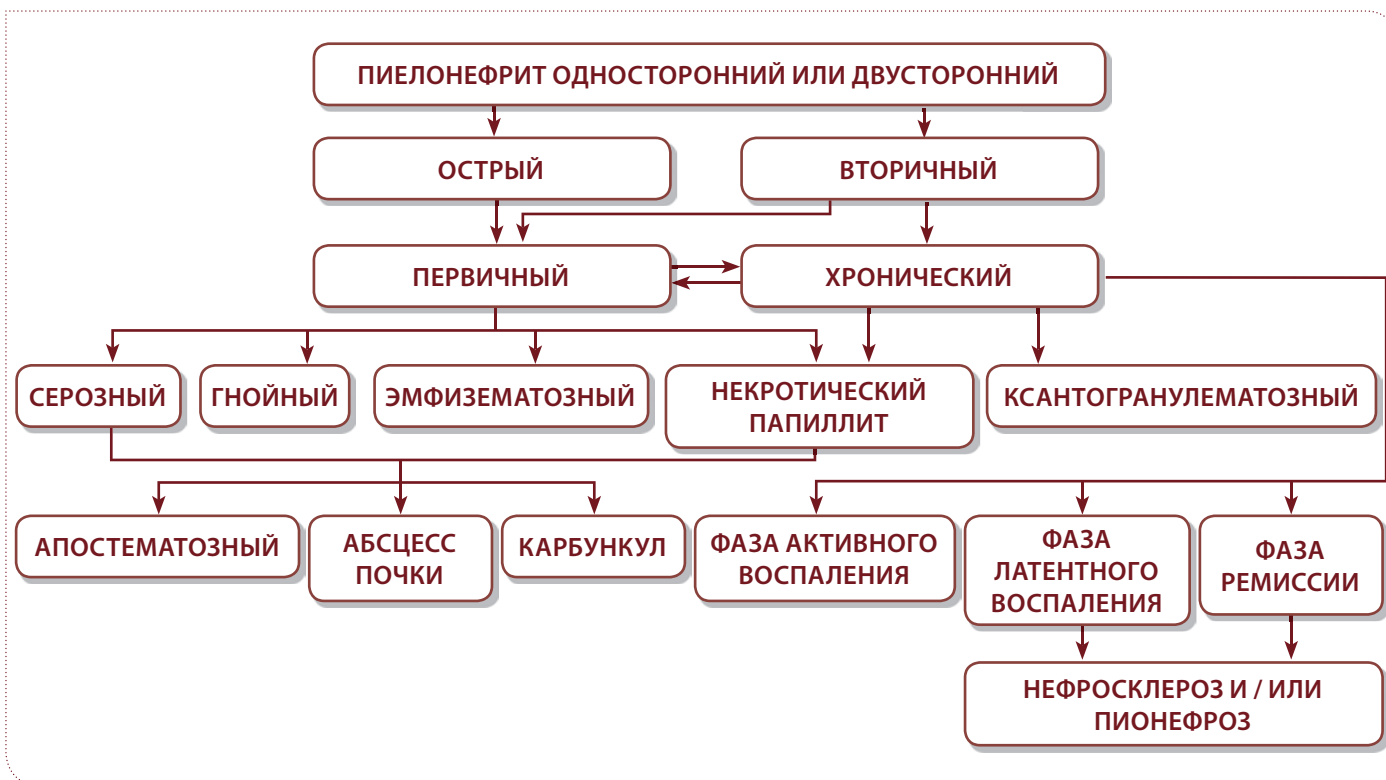 ПИЕЛОНЕФРИТ ОДНОСТОРОННИЙ ИЛИ ДВУСТОРОННИЙ
ОСТРЫЙ
ВТОРИЧНЫЙ
ПЕРВИЧНЫЙ
ХРОНИЧЕСКИЙ
СЕРОЗНЫЙ
ГНОЙНЫЙ
ЭМФИЗЕМАТОЗНЫЙ
НЕКРОТИЧЕСКИЙ
ПАПИЛЛИТ
КСАНТОГРАНУЛЕМАТОЗНЫЙ
АПОСТЕМАТОЗНЫЙ
АБСЦЕСС
ПОЧКИ
КАРБУНКУЛ
ФАЗА АКТИВНОГО
ВОСПАЛЕНИЯ
ФАЗА
ЛАТЕНТНОГО
ВОСПАЛЕНИЯ
ФАЗА
РЕМИССИИ
НЕФРОСКЛЕРОЗ И / ИЛИ
ПИОНЕФРОЗ